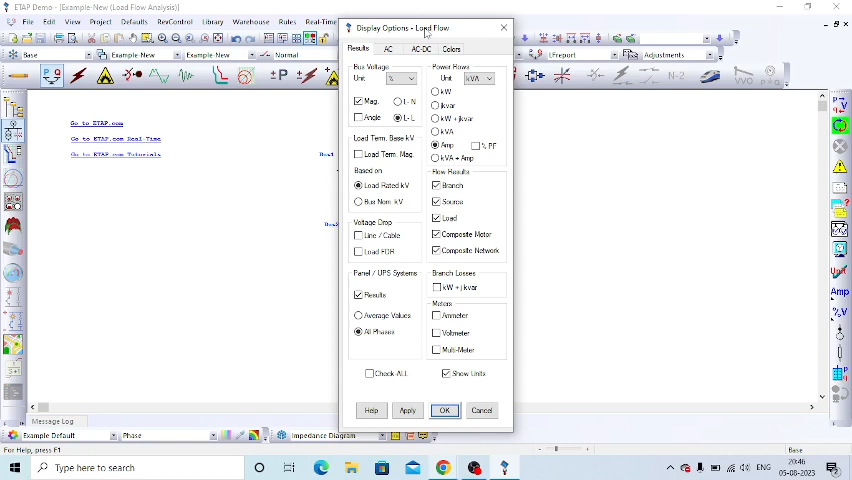 ETAP Demo - [Example-New (Load Flow Analysis)]
File Edit View Project Defaults RevControl Library Warehouse Rules Real-Time
Base Example-New Example-New Normal
LFreport Adjustments
N-2
Go to ETAP.com
Go to ETAP.com Real-Time
Go to ETAP.com Tutorials
Bus1
Display Options - Load Flow
Results AC AC-DC Colors
Bus Voltage
Unit %
Mag. L- N
Angle L- L
Load Term. Base kV
Load Term. Mag.
Based on
Load Rated kV
Bus Nom. kV
Voltage Drop
Line / Cable
Load FDR
Panel / UPS Systems
Results
Average Values
All Phases
Check-ALL
Power Flows
Unit kVA
kW
jkvar
kW + jkvar
kVA
Amp % PF
kVA + Amp
Flow Results
Branch
Source
Load
Composite Motor
Composite Network
Branch Losses
kW + j kvar
Meters
Ammeter
Voltmeter
Multi-Meter
Show Units
Help Apply OK Cancel
Unit
Amp
%V
Message Log
Example Default Phase Impedance Diagram
For Help, press F1
Base
Type here to search
ENG
20:46
05-08-2023
2